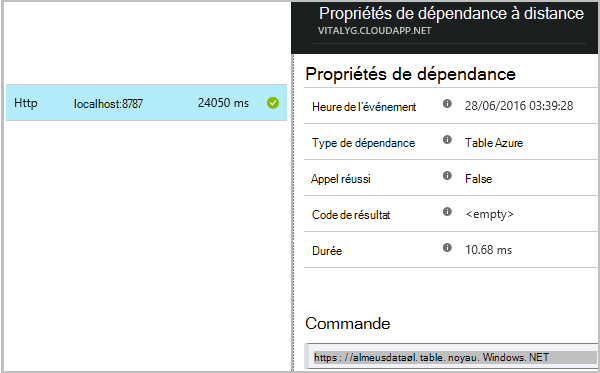 Propriétés de dépendance à distance
VITALYG.CLOUDAPP.NET
Http localhost:8787 24050 ms
Propriétés de dépendance
Heure de l'événement 28/06/2016 03:39:28
Type de dépendance Table Azure
Appel réussi False
Code de résultat <empty>
Durée 10.68 ms
Commande
https : //almeusdataøl. table. noyau. Windows. NET